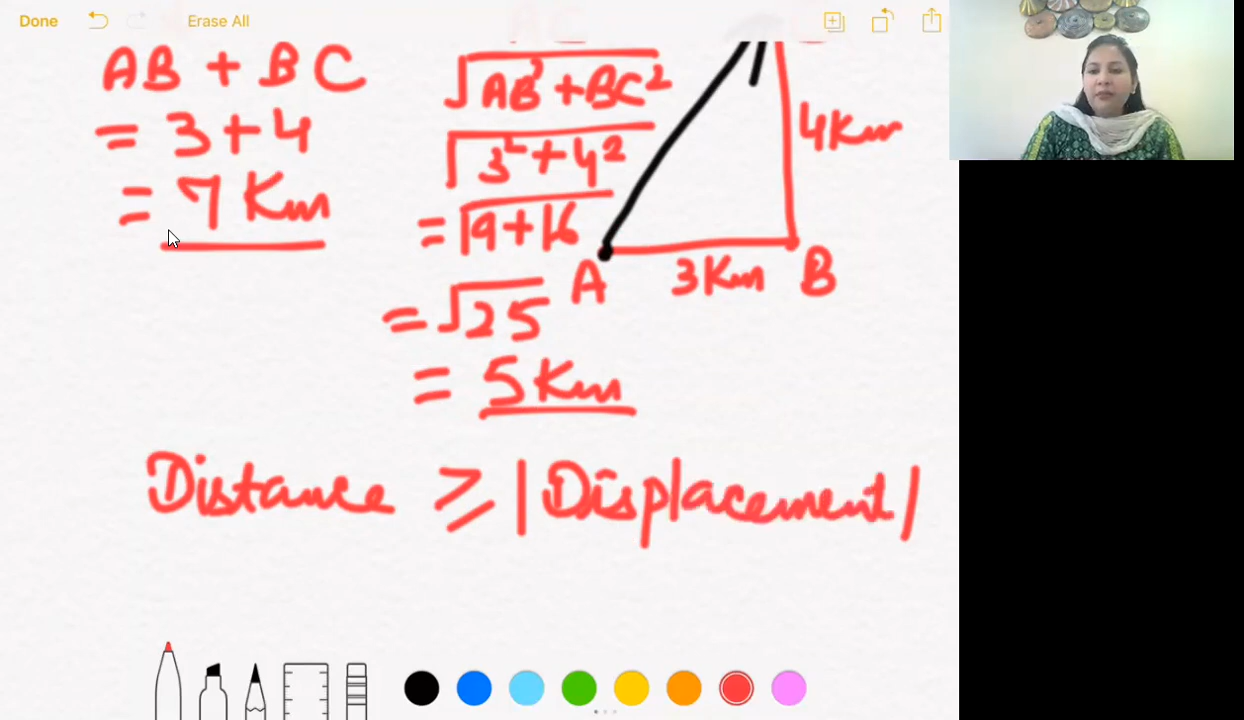 Done Erase All
AB + BC
= 3+4
= 7 Km
√AB²+BC²
√3²+4²
= √9+16
= √25
= 5 Km
4Km
A 3Km B
Distance ≥ |Displacement|